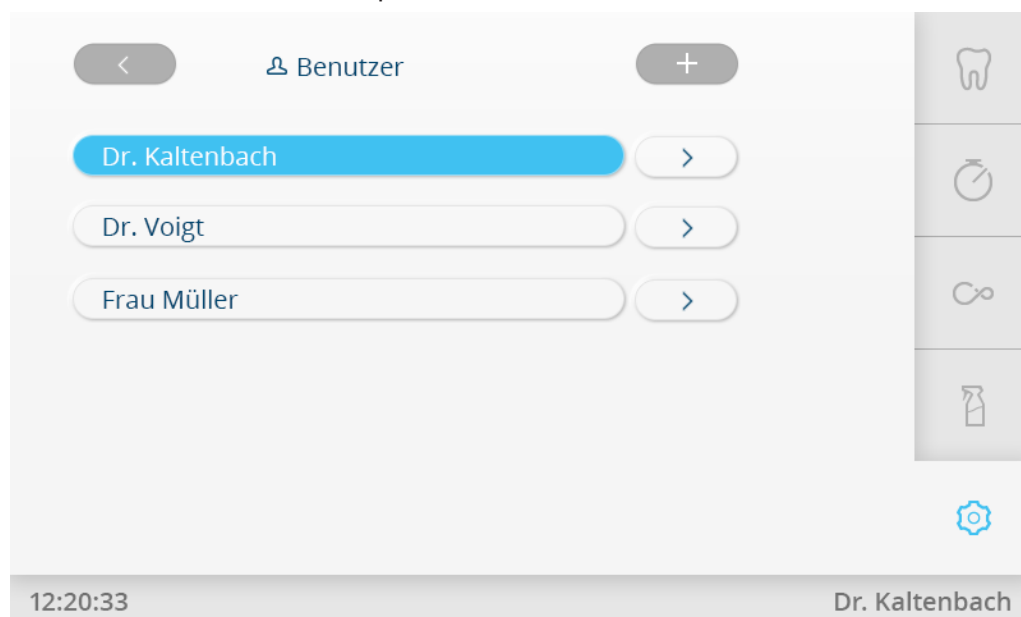 Benutzer
Dr. Kaltenbach
Dr. Voigt
Frau Müller
12:20:33
Dr. Kaltenbach